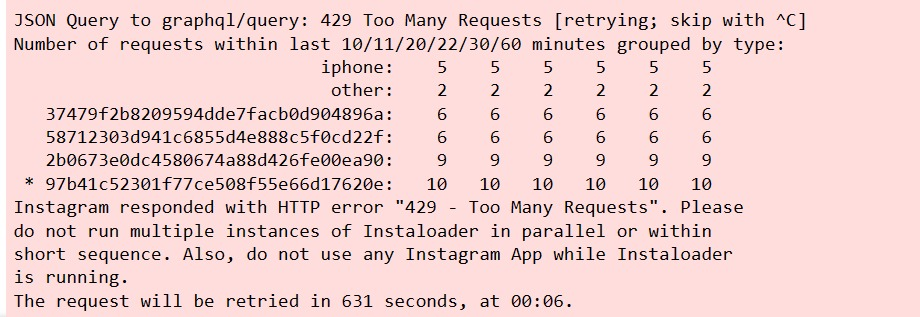 JSON Query to graphql/query: 429 Too Many Requests [retrying; skip with ^C]
Number of requests within last 10/11/20/22/30/60 minutes grouped by type:
iphone: 5 5 5 5 5 5
other: 2 2 2 2 2 2
37479f2b8209594dde7facb0d904896a: 6 6 6 6 6 6
58712303d941c6855d4e888c5f0cd22f: 6 6 6 6 6 6
2b0673e0dc4580674a88d426fe00ea90: 9 9 9 9 9 9
* 97b41c52301f77ce508f55e66d17620e: 10 10 10 10 10 10
Instagram responded with HTTP error "429 - Too Many Requests". Please
do not run multiple instances of Instaloader in parallel or within
short sequence. Also, do not use any Instagram App while Instaloader
is running.
The request will be retried in 631 seconds, at 00:06.